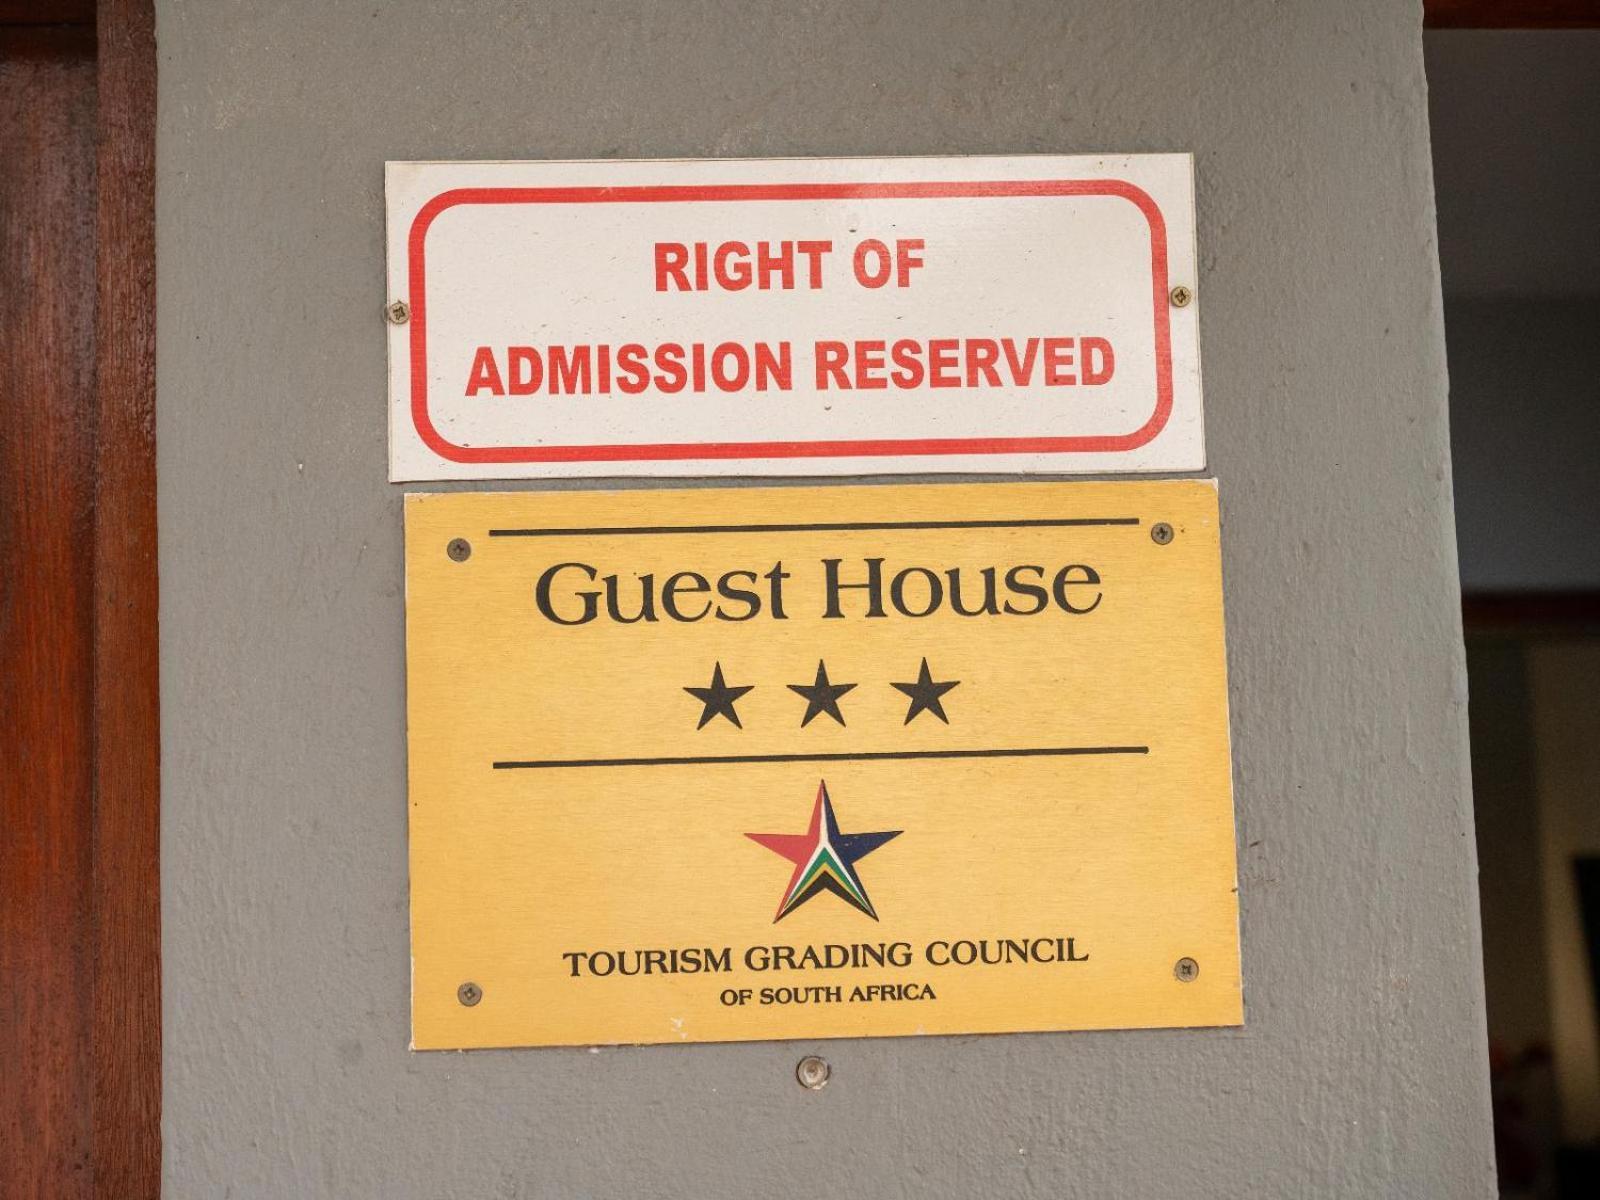 RIGHT OF
ADMISSION RESERVED
Guest House
TOURISM GRADING COUNCIL
OF SOUTH AFRICA